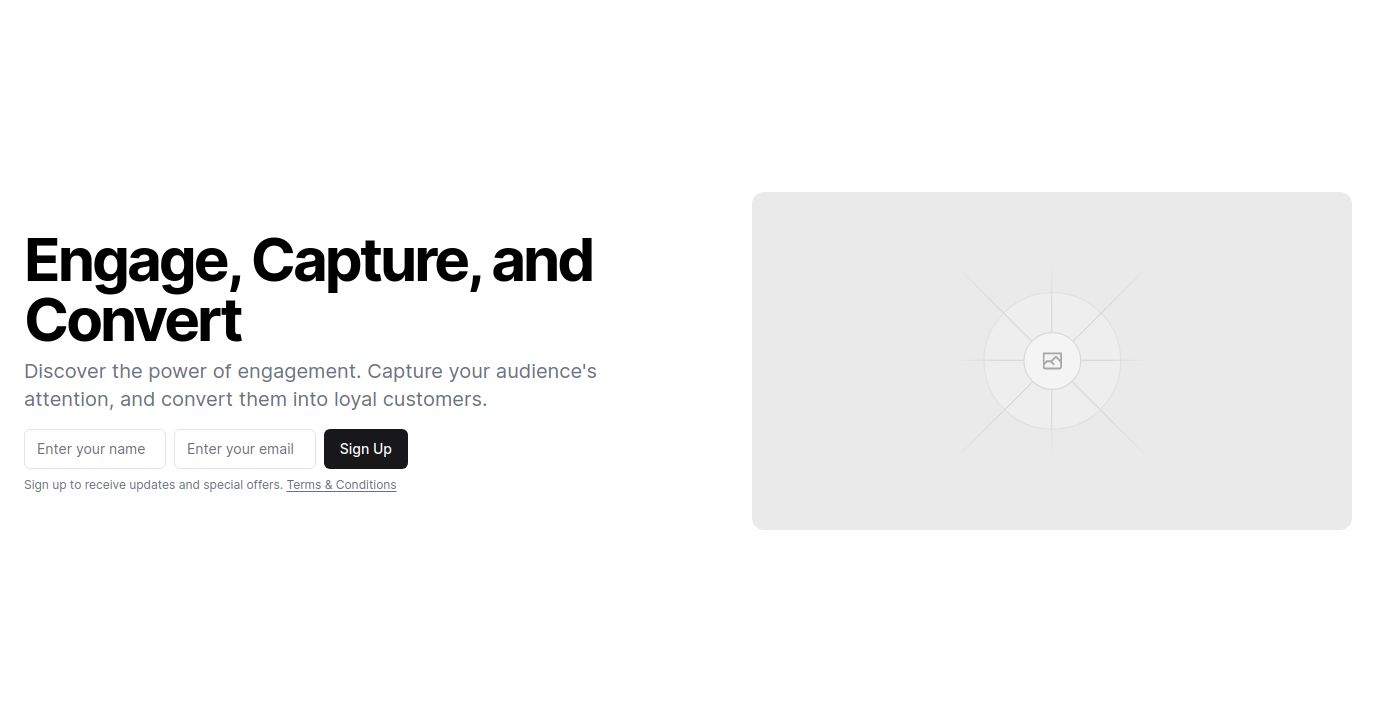 Engage, Capture, and
Convert
Discover the power of engagement. Capture your audience's
attention, and convert them into loyal customers.
Enter your name
Enter your email
Sign Up
Sign up to receive updates and special offers. Terms & Conditions